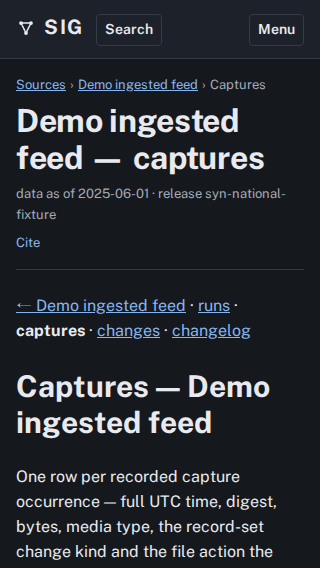 SIG Search Menu
Sources › Demo ingested feed › Captures
Demo ingested
feed — captures
data as of 2025-06-01 · release syn-national-
fixture
Cite
← Demo ingested feed · runs ·
captures · changes · changelog
Captures — Demo
ingested feed
One row per recorded capture
occurrence — full UTC time, digest,
bytes, media type, the record-set
change kind and the file action the